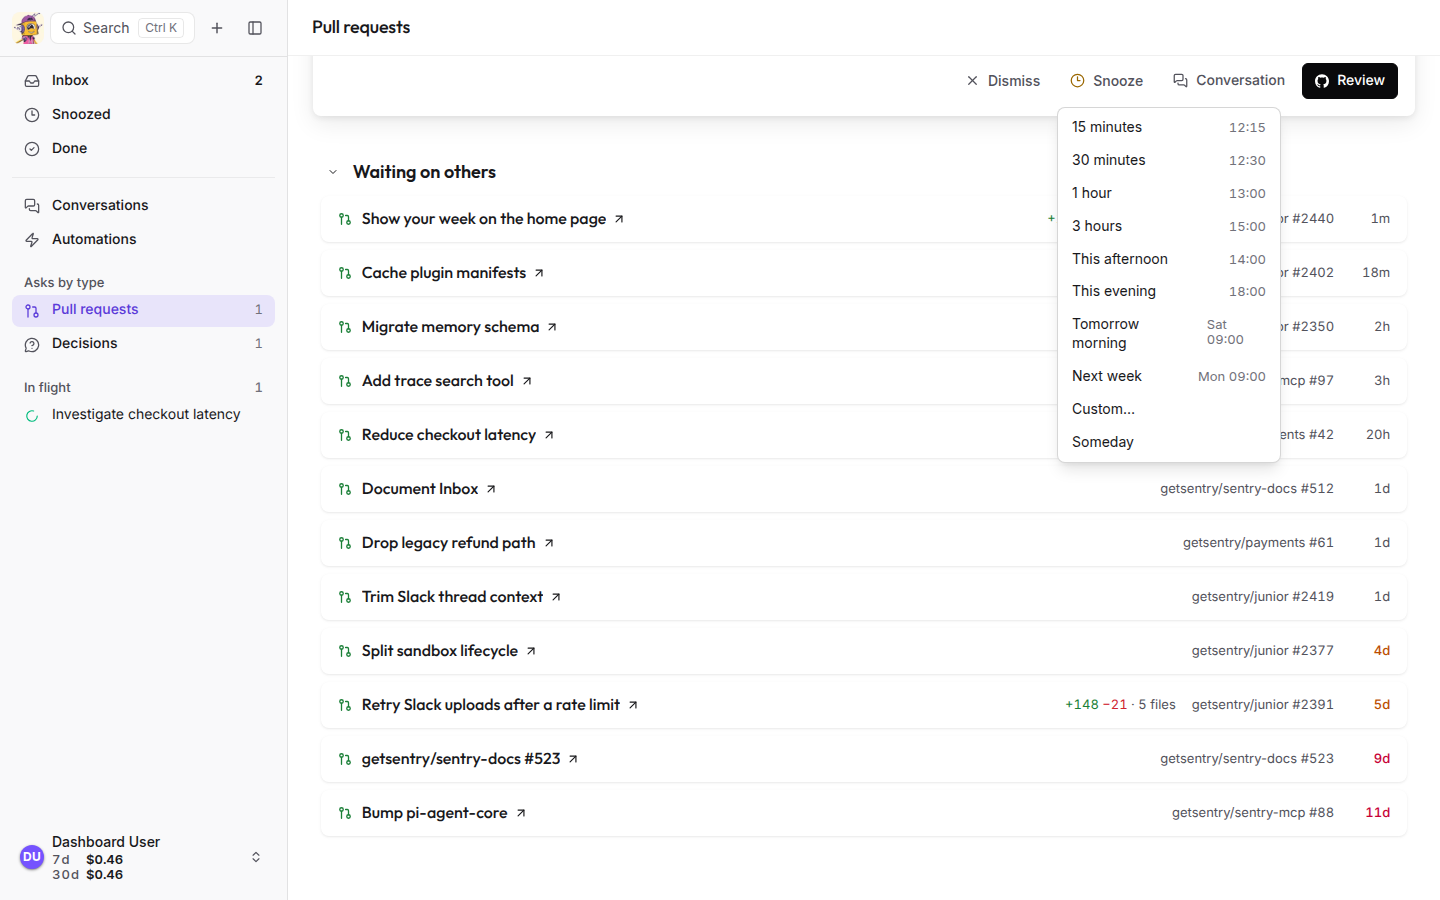 Search Ctrl K
Inbox 2
Snoozed
Done
Conversations
Automations
Asks by type
Pull requests 1
Decisions 1
In flight 1
Investigate checkout latency
DU
Dashboard User
7d $0.46
30d $0.46
Pull requests
Dismiss Snooze Conversation Review
15 minutes 12:15
30 minutes 12:30
1 hour 13:00
3 hours 15:00
This afternoon 14:00
This evening 18:00
Tomorrow morning Sat 09:00
Next week Mon 09:00
Custom...
Someday
Waiting on others
Show your week on the home page + #2440 1m
Cache plugin manifests #2402 18m
Migrate memory schema #2350 2h
Add trace search tool mcp #97 3h
Reduce checkout latency #42 20h
Document Inbox getsentry/sentry-docs #512 1d
Drop legacy refund path getsentry/payments #61 1d
Trim Slack thread context getsentry/junior #2419 1d
Split sandbox lifecycle getsentry/junior #2377 4d
Retry Slack uploads after a rate limit +148 −21 · 5 files getsentry/junior #2391 5d
getsentry/sentry-docs #523 getsentry/sentry-docs #523 9d
Bump pi-agent-core getsentry/sentry-mcp #88 11d